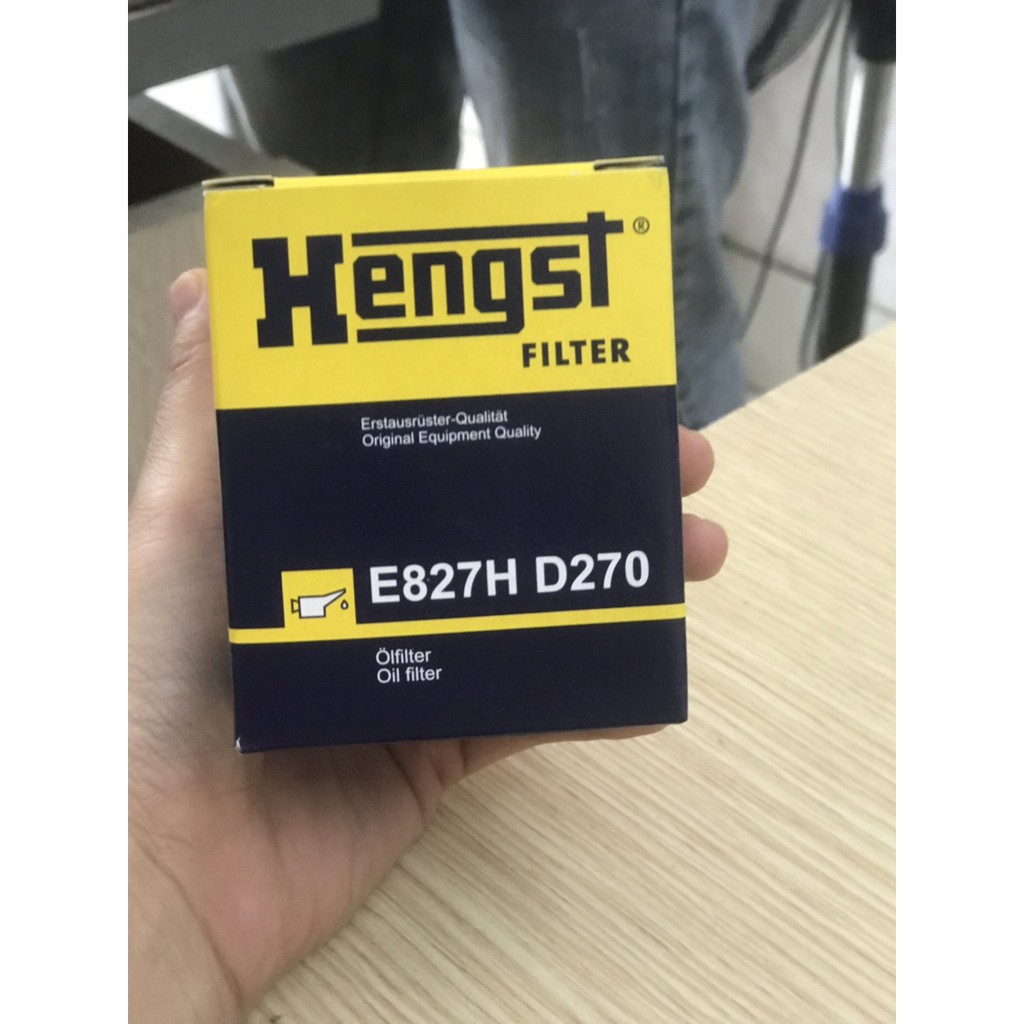 Hengst®
FILTER
Erstausrüster-Qualität
Original Equipment Quality
E827H D270
Ölfilter
Oil filter